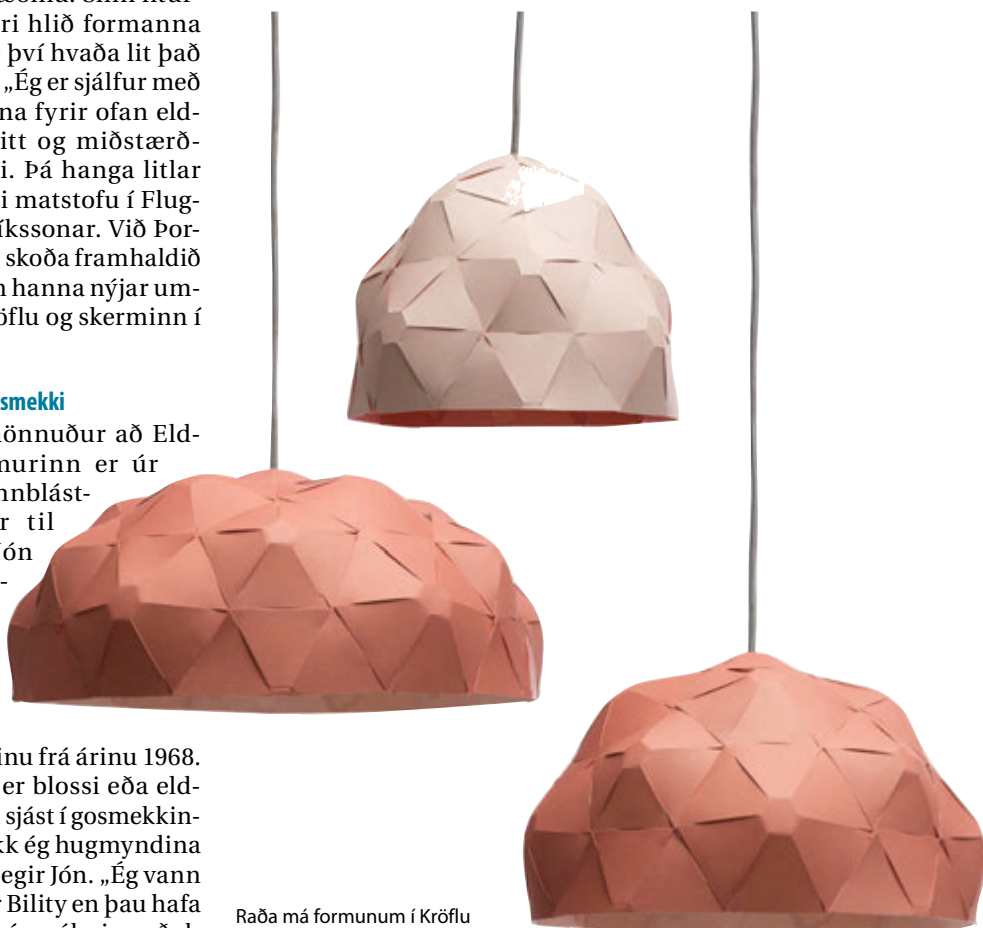 ri hlið formanna
því hvaða lit það
„Ég er sjálfur með
na fyrir ofan eld-
itt og miðstærð-
i. Þá hanga litlar
i matstofu í Flug-
íkssonar. Við Þor-
skoða framhaldið
hanna nýjar um-
öflu og skerminn í
smekki
önnuður að Eld-
murinn er úr
nnblást-
r til
ón
-
inu frá árinu 1968.
er blossi eða eld-
sjást í gosmekkin-
kk ég hugmyndina
egir Jón. „Ég vann
r Bility en þau hafa
Raða má formunum í Kröflu